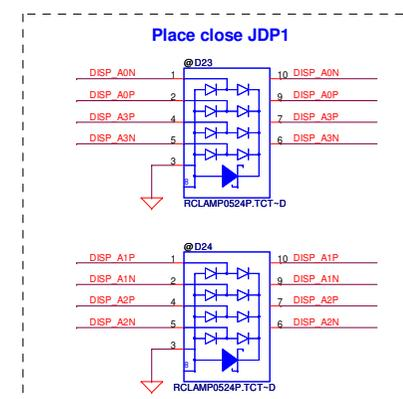 Place close JDP1
@D23
DISP_A0N 1 10 DISP_A0N
DISP_A0P 2 9 DISP_A0P
DISP_A3P 4 7 DISP_A3P
DISP_A3N 5 6 DISP_A3N
3
8
RCLAMP0524P.TCT~D
@D24
DISP_A1P 1 10 DISP_A1P
DISP_A1N 2 9 DISP_A1N
DISP_A2P 4 7 DISP_A2P
DISP_A2N 5 6 DISP_A2N
3
8
RCLAMP0524P.TCT~D